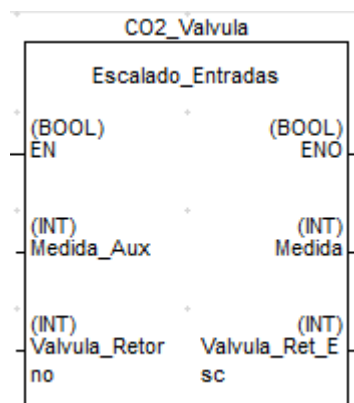 CO2_Valvula
Escalado_Entradas
(BOOL) (BOOL)
EN ENO
(INT) (INT)
Medida_Aux Medida
(INT) (INT)
Valvula_Retor Valvula_Ret_E
no sc